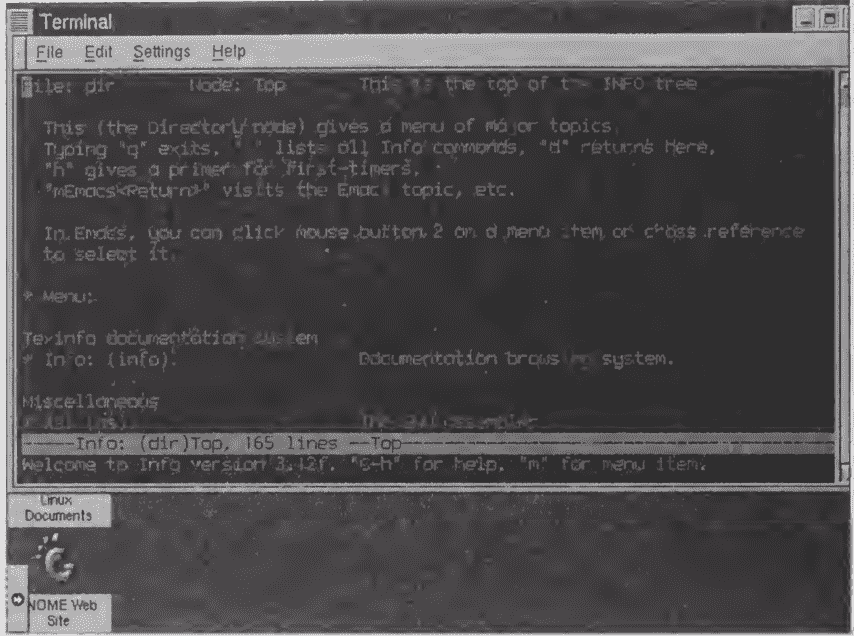 Terminal
File Edit Settings Help
File: dir Node: Top This is the top of the INFO tree
This (the Directory node) gives a menu of major topics.
Typing "q" exits, lists all Info commands, "d" returns here,
"h" gives a primer for first-timers,
"mEmacs<Return>" visits the Emacs topic, etc.
In Emacs, you can click mouse button 2 on a menu item or cross reference
to select it.
* Menu:
Texinfo documentation system
* Info: (info). Documentation browsing system.
Miscellaneous
-----Info: (dir)Top, 165 lines --Top-----
Welcome to Info version 3.12f. "C-h" for help, "m" for menu item.
Linux
Documents
NOME Web
Site